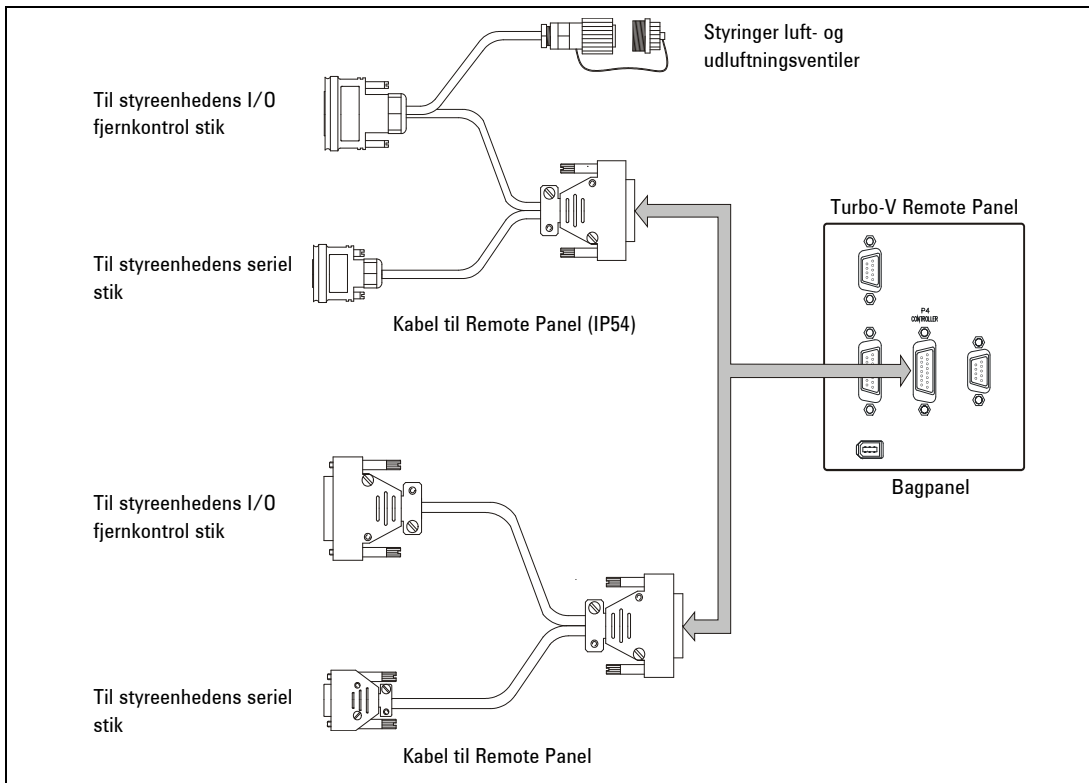 Styringer luft- og
udluftningsventiler
Til styreenhedens I/O
fjernkontrol stik
Til styreenhedens seriel
stik
Kabel til Remote Panel (IP54)
Turbo-V Remote Panel
P4
CONTROLLER
Bagpanel
Til styreenhedens I/O
fjernkontrol stik
Til styreenhedens seriel
stik
Kabel til Remote Panel